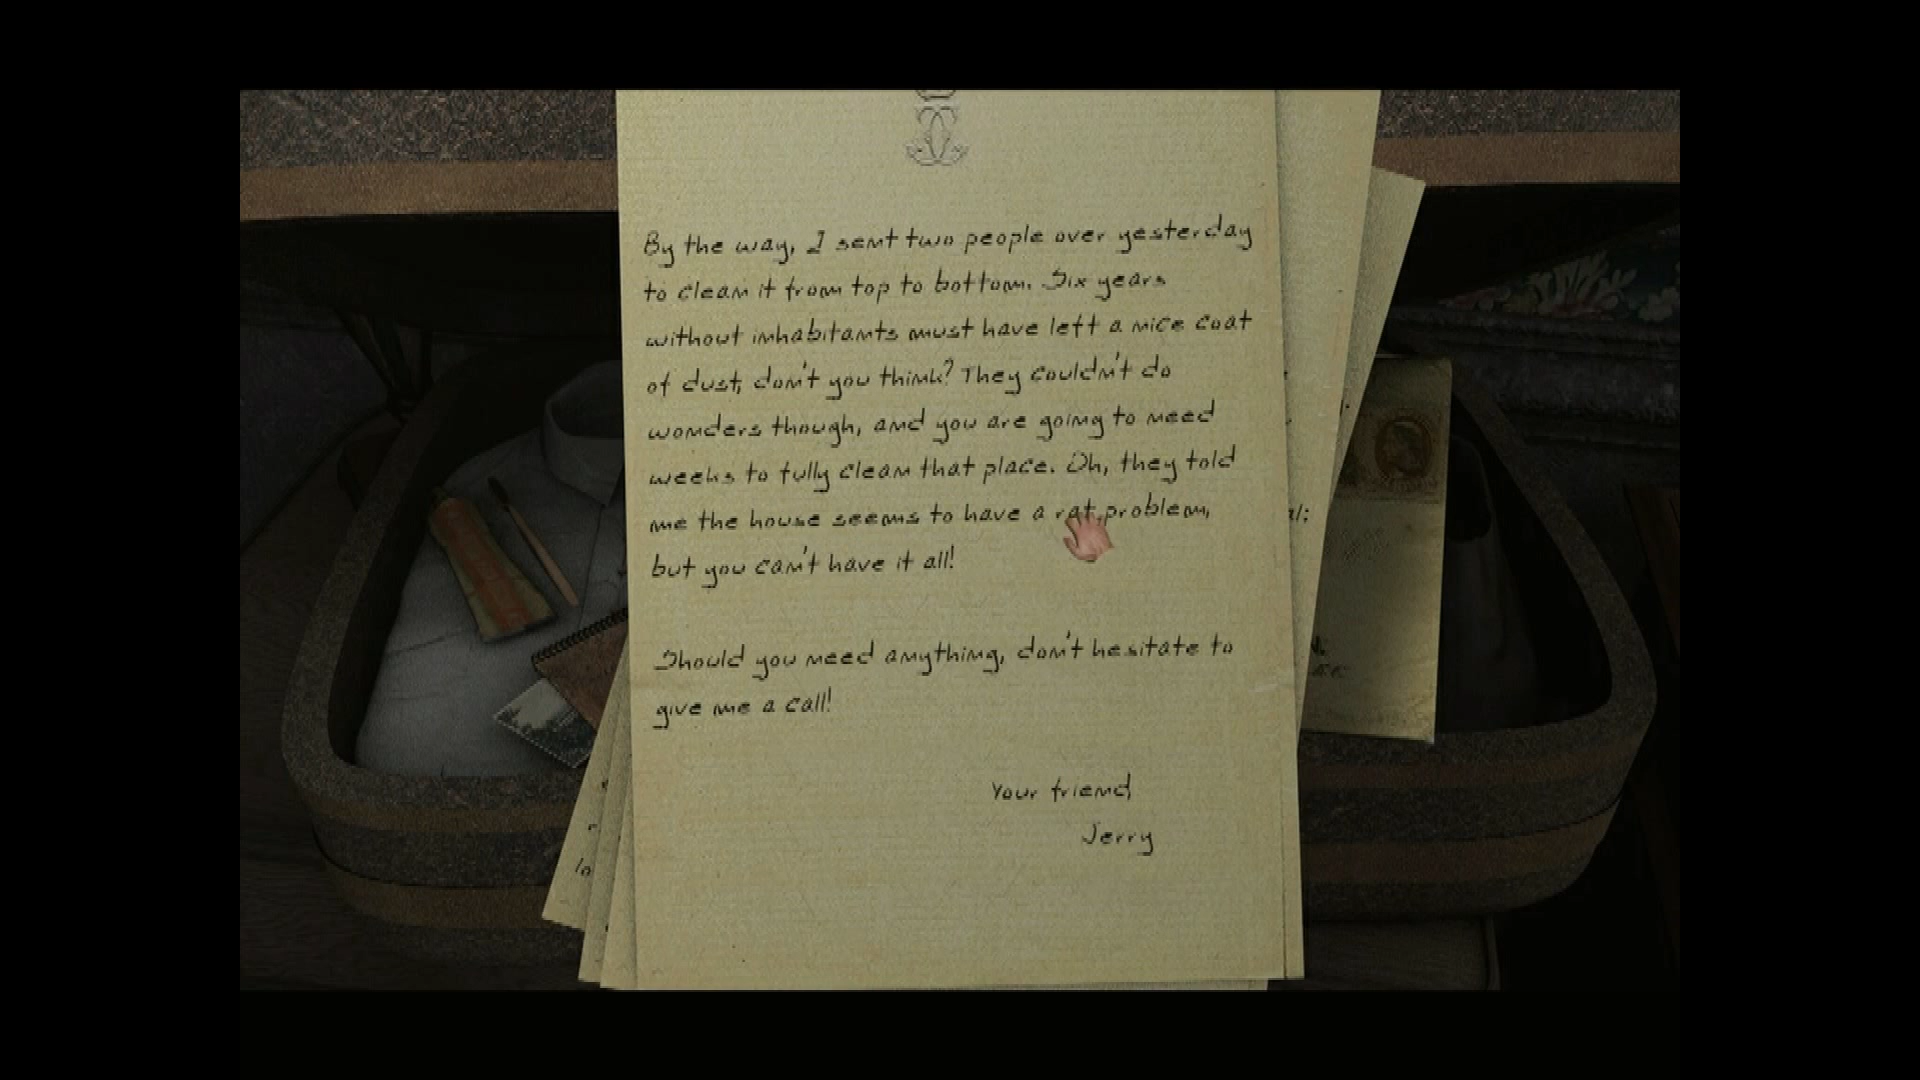 By the way, I sent two people over yesterday
to clean it from top to bottom. Six years
without inhabitants must have left a nice coat
of dust, don't you think? They couldn't do
wonders though, and you are going to need
weeks to fully clean that place. Oh, they told
me the house seems to have a rat problem,
but you can't have it all!
Should you need anything, don't hesitate to
give me a call!
Your friend,
Jerry